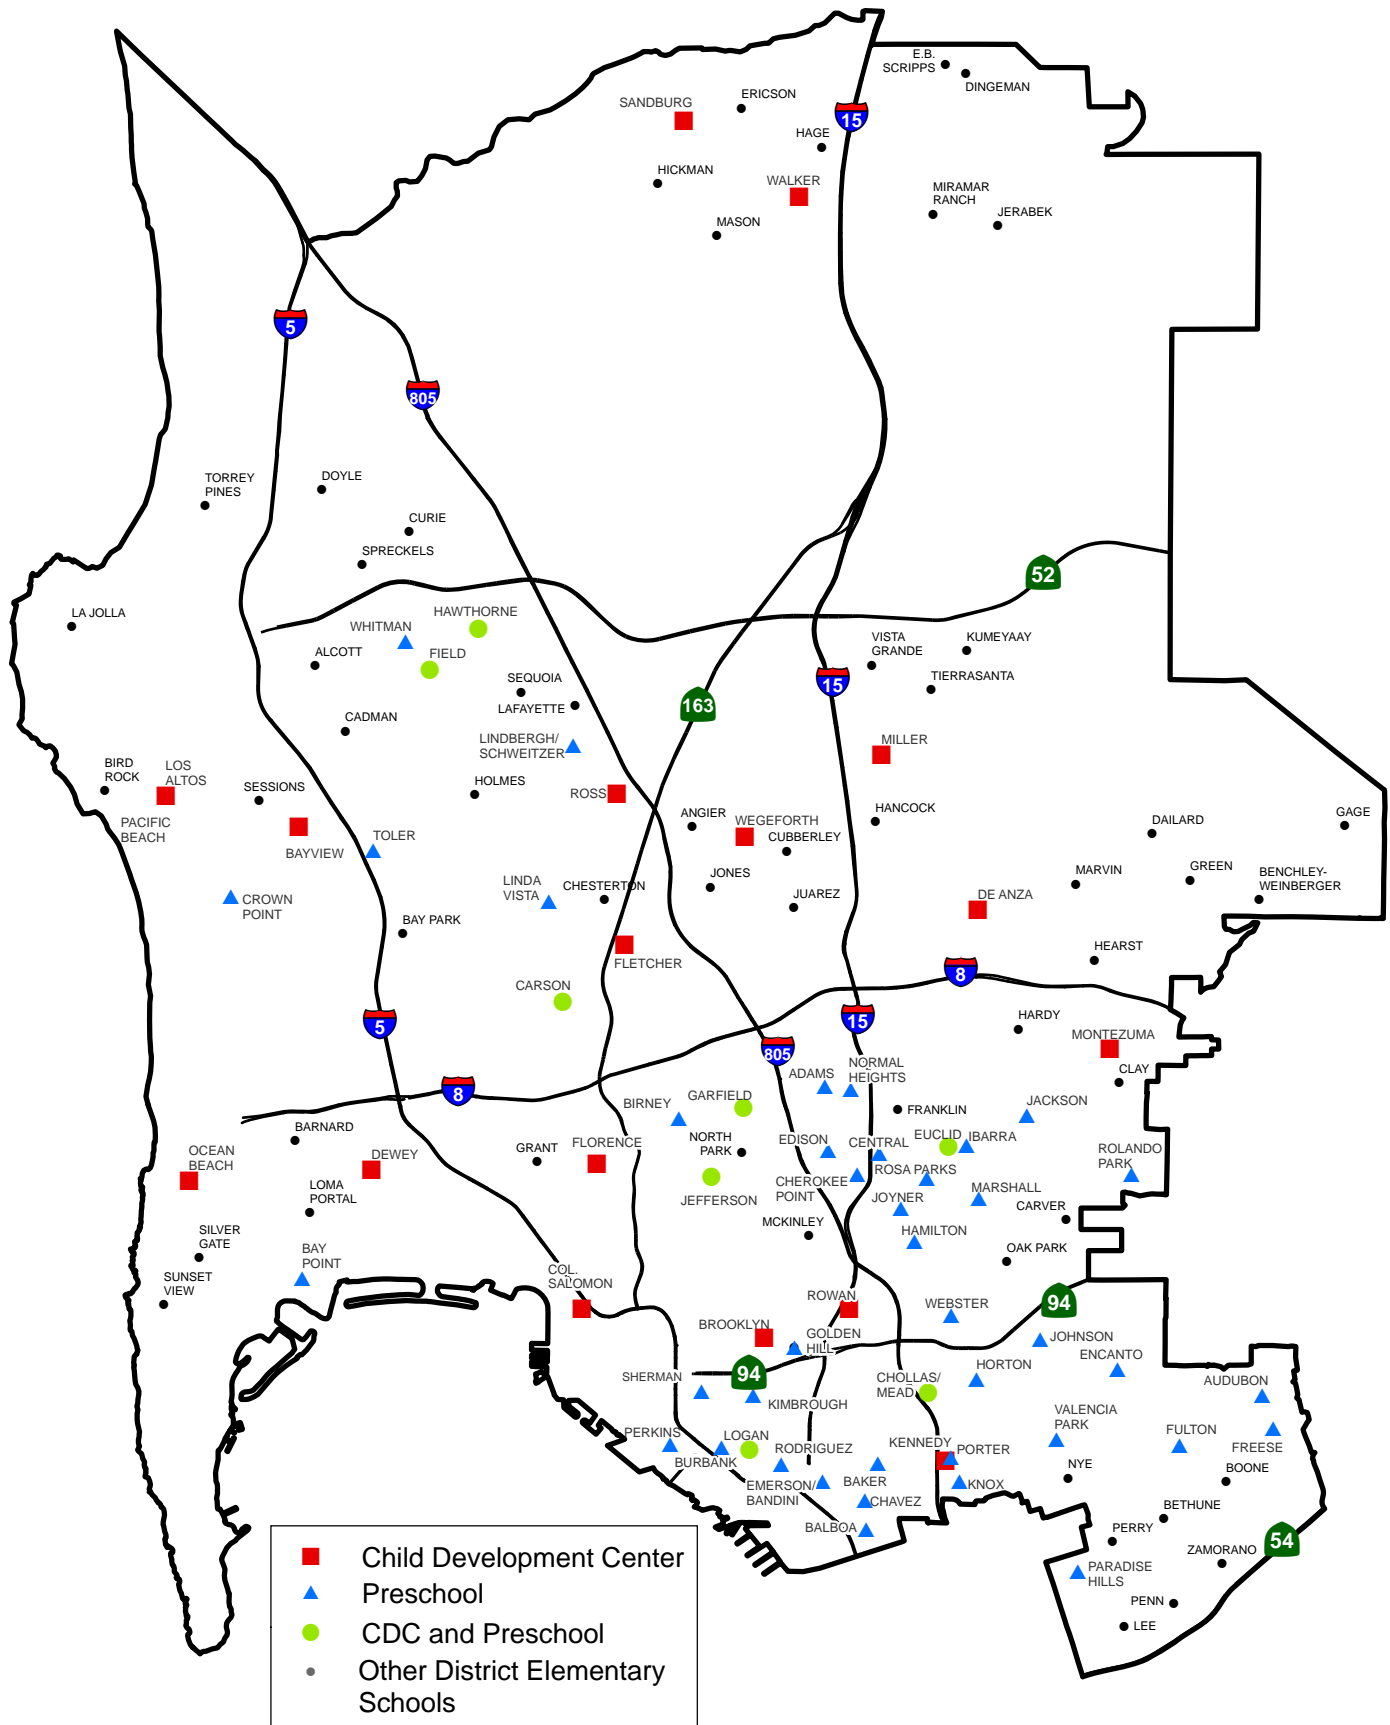 E.B.
SCRIPPS
DINGEMAN
SANDBURG
ERICSON
15
HAGE
HICKMAN
WALKER
MIRAMAR
RANCH
JERABEK
MASON
5
805
TORREY
PINES
DOYLE
CURIE
SPRECKELS
52
LA JOLLA
HAWTHORNE
WHITMAN
FIELD
ALCOTT
VISTA
GRANDE
KUMEYAAY
TIERRASANTA
15
SEQUOIA
LAFAYETTE
163
CADMAN
LINDBERGH/
SCHWEITZER
MILLER
BIRD
ROCK
LOS
ALTOS
SESSIONS
HOLMES
ROSS
PACIFIC
BEACH
BAYVIEW
TOLER
ANGIER
WEGEFORTH
CUBBERLEY
HANCOCK
DAILARD
GAGE
CROWN
POINT
LINDA
VISTA
CHESTERTON
JONES
JUAREZ
MARVIN
GREEN
BENCHLEY-
WEINBERGER
DE ANZA
BAY PARK
FLETCHER
HEARST
8
CARSON
5
15
HARDY
MONTEZUMA
805
CLAY
8
ADAMS
NORMAL
HEIGHTS
BIRNEY
GARFIELD
FRANKLIN
JACKSON
BARNARD
NORTH
PARK
EDISON
CENTRAL
EUCLID
IBARRA
ROLANDO
PARK
OCEAN
BEACH
DEWEY
GRANT
FLORENCE
JEFFERSON
CHEROKEE
POINT
ROSA PARKS
JOYNER
MARSHALL
LOMA
PORTAL
MCKINLEY
HAMILTON
CARVER
OAK PARK
SILVER
GATE
SUNSET
VIEW
BAY
POINT
COL.
SALOMON
ROWAN
WEBSTER
94
BROOKLYN
GOLDEN
HILL
JOHNSON
ENCANTO
94
SHERMAN
KIMBROUGH
CHOLLAS/
MEAD
HORTON
AUDUBON
PERKINS
LOGAN
BURBANK
RODRIGUEZ
KENNEDY
PORTER
VALENCIA
PARK
FULTON
FREESE
EMERSON/
BANDINI
BAKER
KNOX
NYE
BOONE
CHAVEZ
BALBOA
BETHUNE
PERRY
54
ZAMORANO
PARADISE
HILLS
PENN
LEE
Child Development Center
Preschool
CDC and Preschool
Other District Elementary
Schools